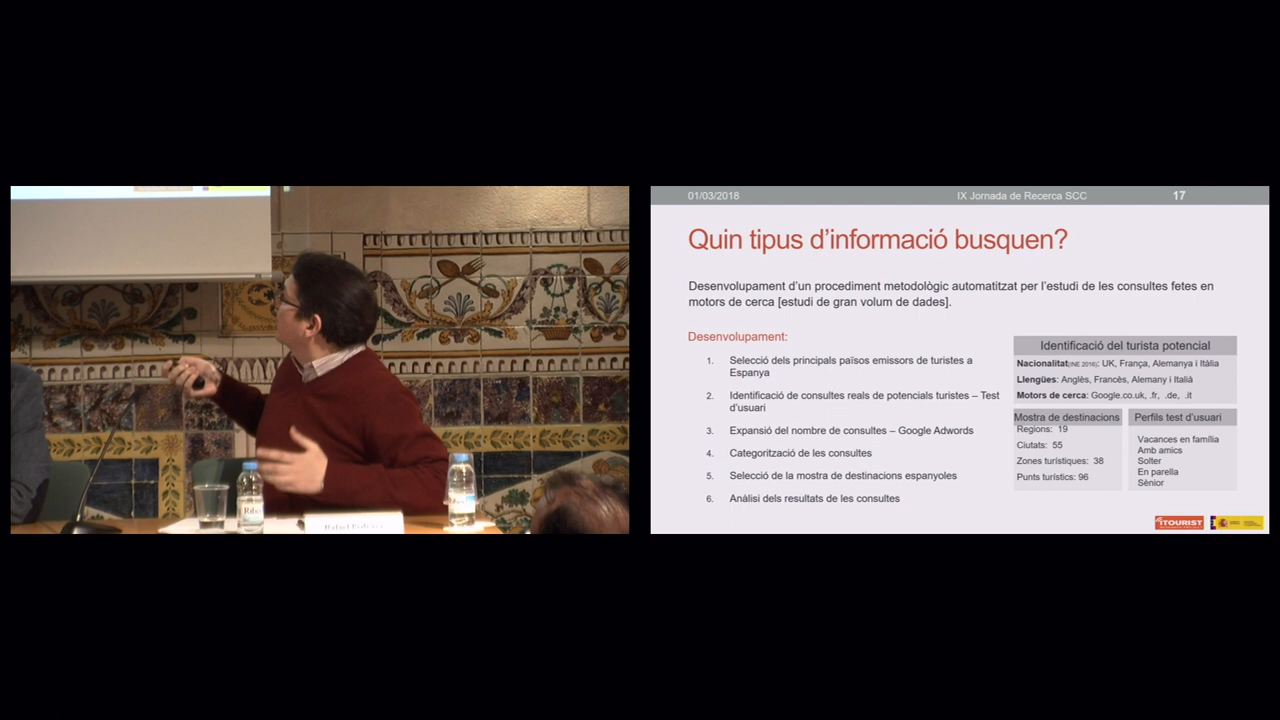 01/03/2018 IX Jornada de Recerca SCC 17
Quin tipus d'informació busquen?
Desenvolupament d'un procediment metodològic automatitzat per l'estudi de les consultes fetes en
motors de cerca [estudi de gran volum de dades].
Desenvolupament:
1. Selecció dels principals països emissors de turistes a
Espanya
2. Identificació de consultes reals de potencials turistes – Test
d'usuari
3. Expansió del nombre de consultes – Google Adwords
4. Categorització de les consultes
5. Selecció de la mostra de destinacions espanyoles
6. Anàlisi dels resultats de les consultes
Identificació del turista potencial
Nacionalitat(INE 2016): UK, França, Alemanya i Itàlia
Llengües: Anglès, Francès, Alemany i Italià
Motors de cerca: Google.co.uk, .fr, .de, .it
Mostra de destinacions
Regions: 19
Ciutats: 55
Zones turístiques: 38
Punts turístics: 96
Perfils test d'usuari
Vacances en família
Amb amics
Solter
En parella
Sènior
iTOURIST
Rafael